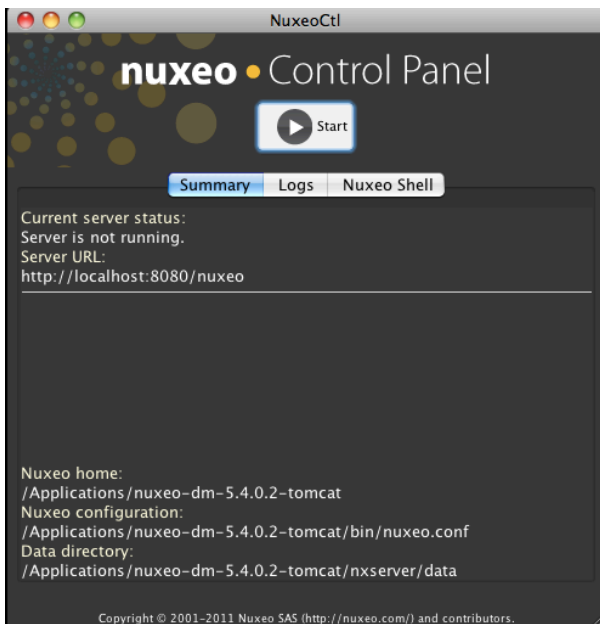 NuxeoCtl
nuxeo • Control Panel
Start
Summary Logs Nuxeo Shell
Current server status:
Server is not running.
Server URL:
http://localhost:8080/nuxeo
Nuxeo home:
/Applications/nuxeo-dm-5.4.0.2-tomcat
Nuxeo configuration:
/Applications/nuxeo-dm-5.4.0.2-tomcat/bin/nuxeo.conf
Data directory:
/Applications/nuxeo-dm-5.4.0.2-tomcat/nxserver/data
Copyright © 2001-2011 Nuxeo SAS (http://nuxeo.com/) and contributors.